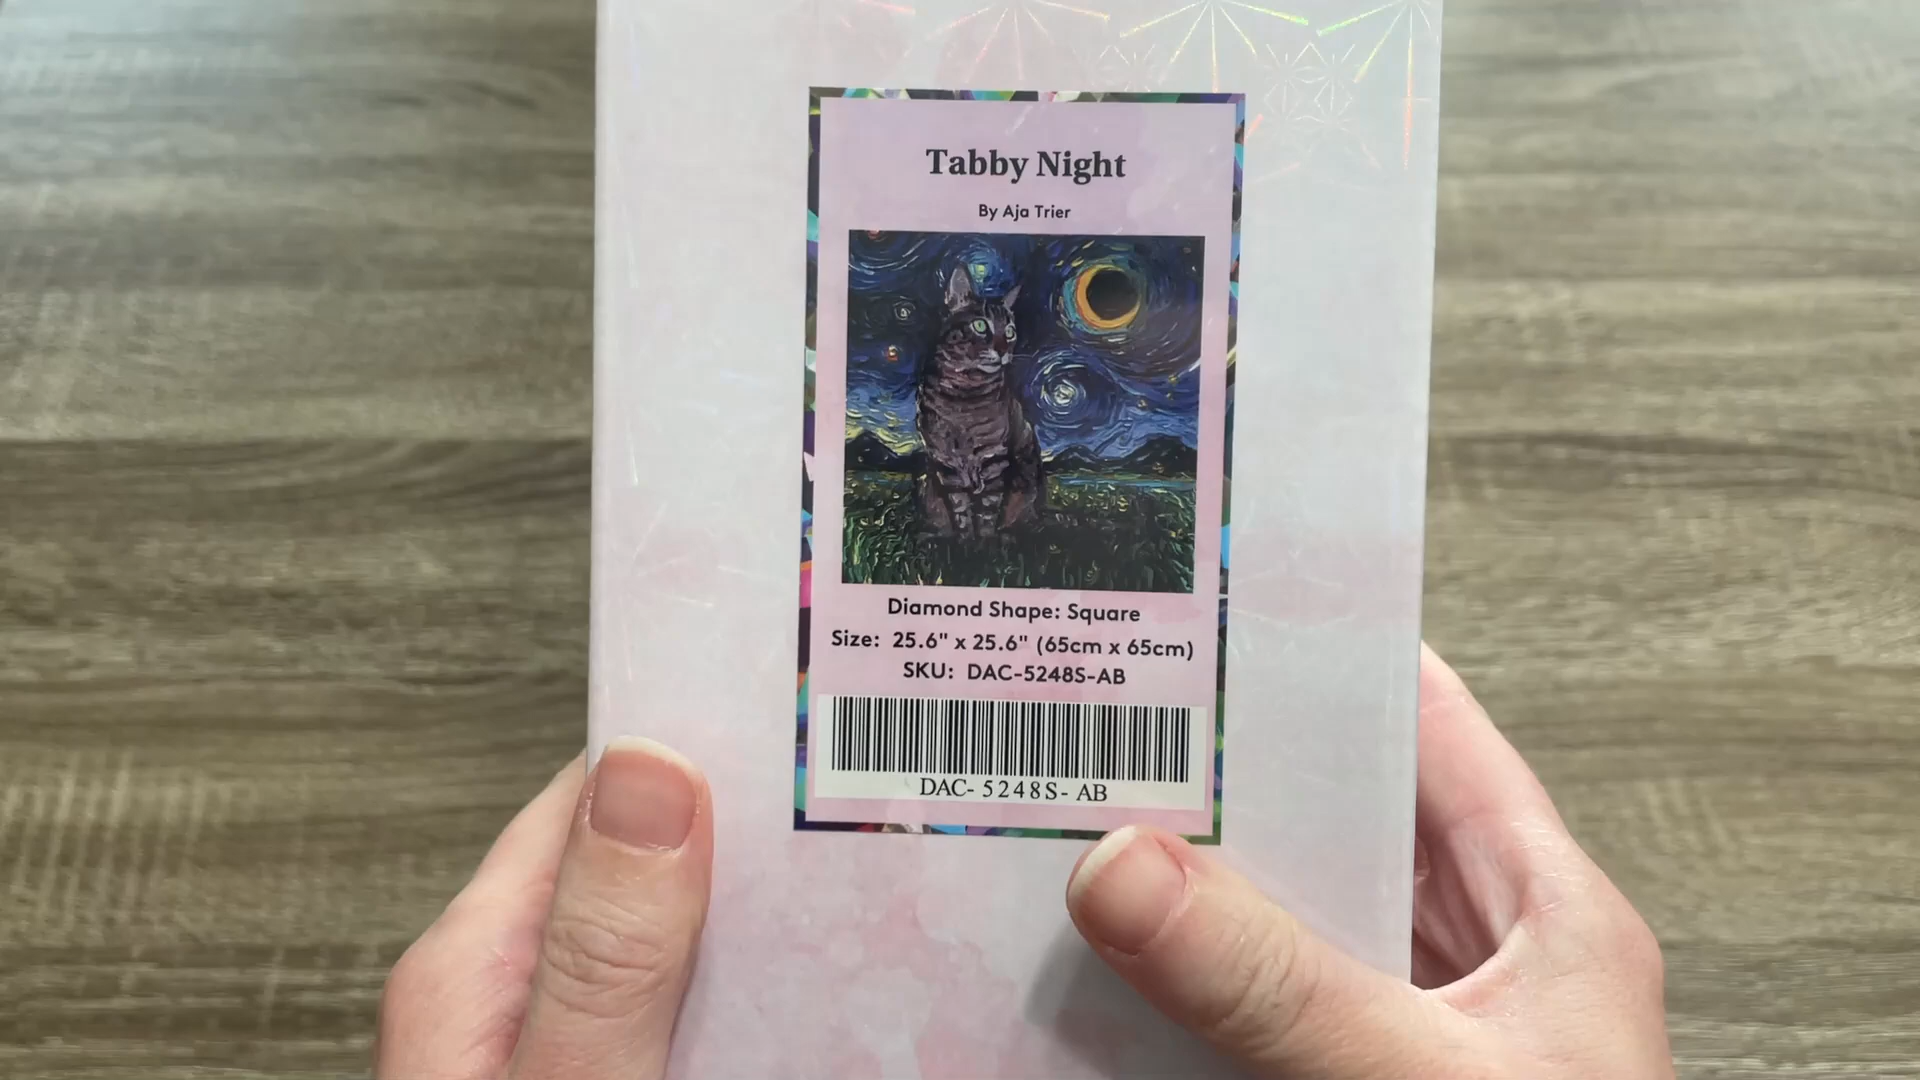 Tabby Night
By Aja Trier
Diamond Shape: Square
Size: 25.6" x 25.6" (65cm x 65cm)
SKU: DAC-5248S-AB
DAC- 5248S- AB